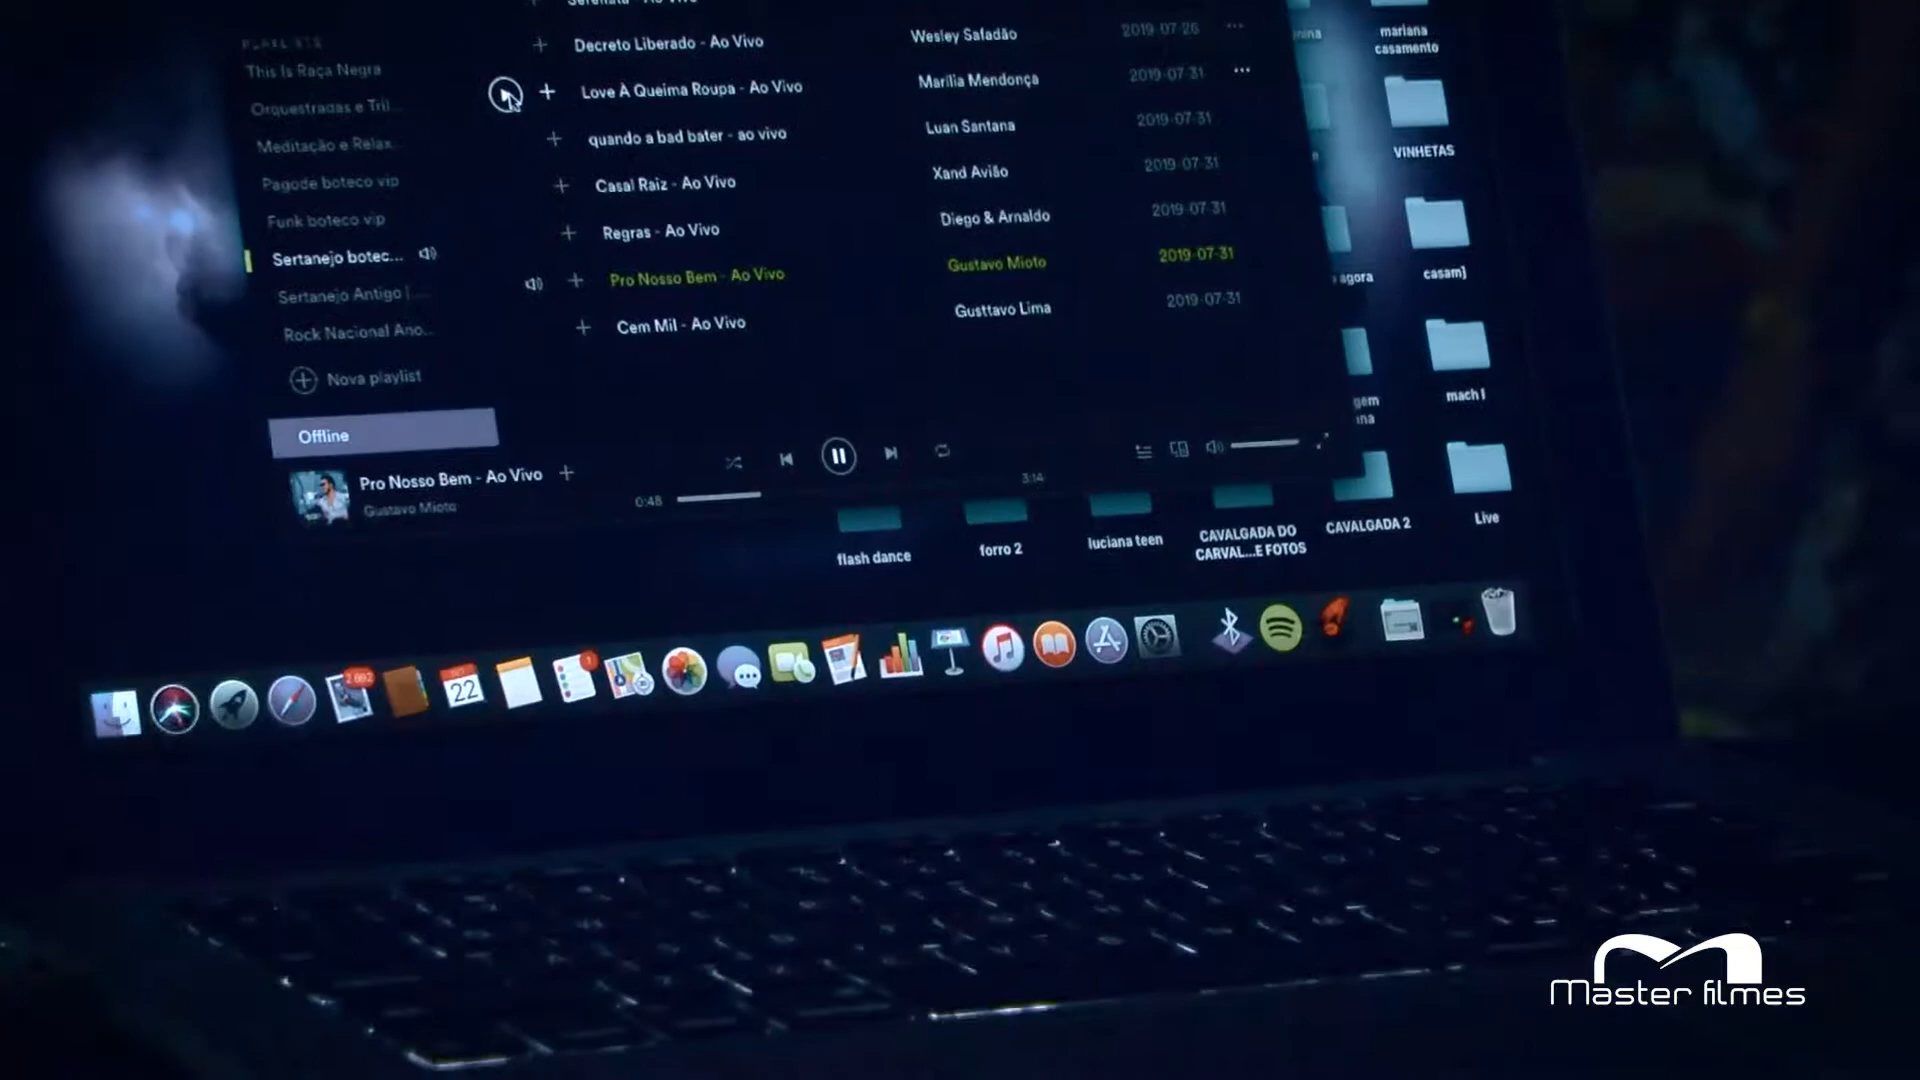 Serenata - Ao Vivo
PLAYLISTS
This Is Raça Negra
Orquestradas e Tril...
Meditação e Relax...
Pagode boteco vip
Funk boteco vip
Sertanejo botec...
Sertanejo Antigo |...
Rock Nacional Ano...
Nova playlist
Offline
Decreto Liberado - Ao Vivo Wesley Safadão 2019-07-26 ...
Love À Queima Roupa - Ao Vivo Marília Mendonça 2019-07-31 ...
quando a bad bater - ao vivo Luan Santana 2019-07-31
Casal Raiz - Ao Vivo Xand Avião 2019-07-31
Regras - Ao Vivo Diego & Arnaldo 2019-07-31
Pro Nosso Bem - Ao Vivo Gustavo Mioto 2019-07-31
Cem Mil - Ao Vivo Gusttavo Lima 2019-07-31
Pro Nosso Bem - Ao Vivo
Gustavo Mioto
0:48
3:14
mariana
casamento
VINHETAS
agora
casam]
gem
mach I
flash dance
forro 2
luciana teen
CAVALGADA DO
CARVAL...E FOTOS
CAVALGADA 2
Live
22
1
Master filmes